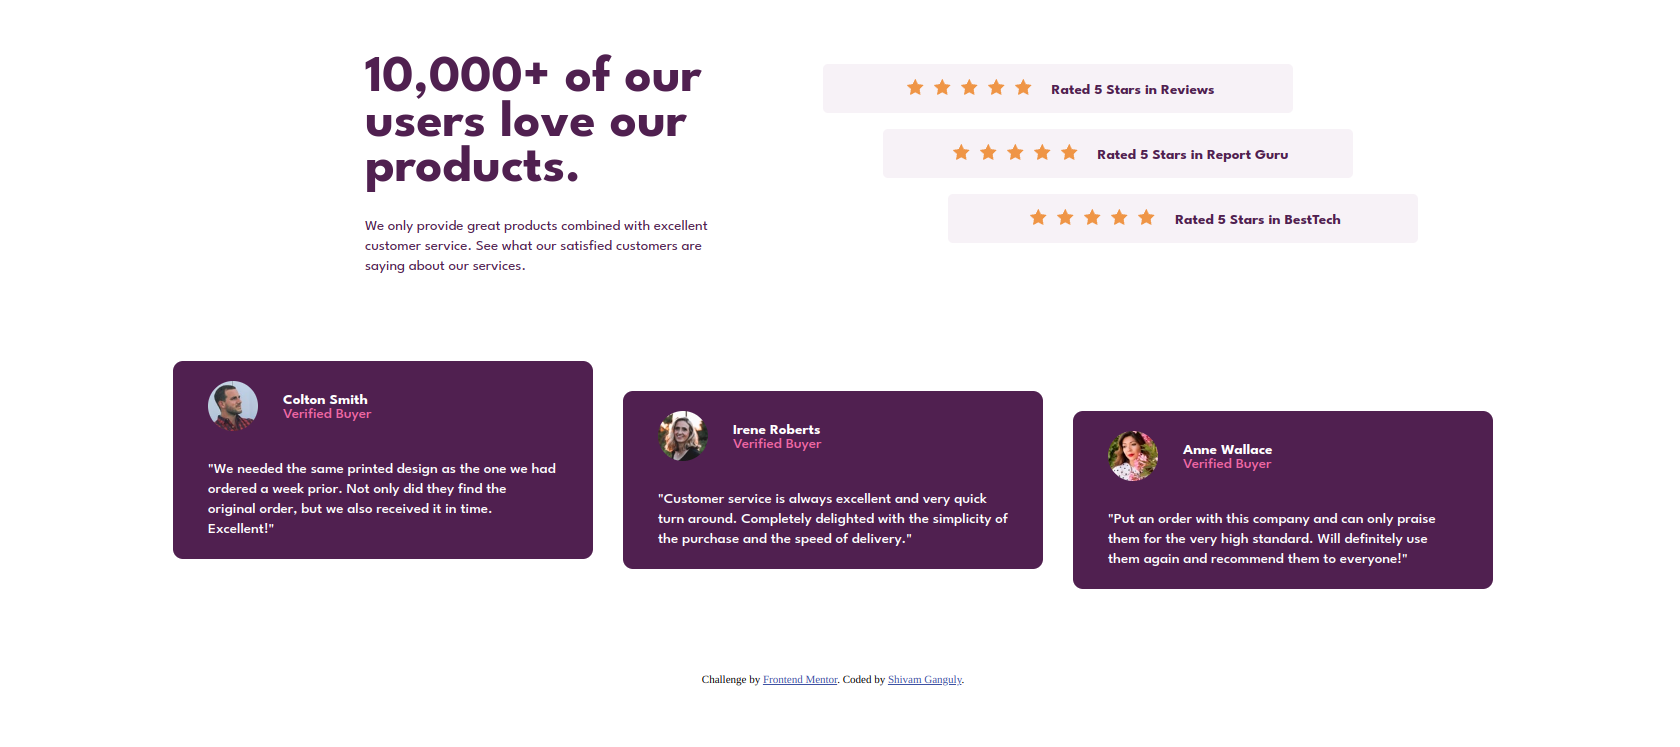 10,000+ of our
users love our
products.
We only provide great products combined with excellent
customer service. See what our satisfied customers are
saying about our services.
Rated 5 Stars in Reviews
Rated 5 Stars in Report Guru
Rated 5 Stars in BestTech
Colton Smith
Verified Buyer
"We needed the same printed design as the one we had
ordered a week prior. Not only did they find the
original order, but we also received it in time.
Excellent!"
Irene Roberts
Verified Buyer
"Customer service is always excellent and very quick
turn around. Completely delighted with the simplicity of
the purchase and the speed of delivery."
Anne Wallace
Verified Buyer
"Put an order with this company and can only praise
them for the very high standard. Will definitely use
them again and recommend them to everyone!"
Challenge by Frontend Mentor. Coded by Shivam Ganguly.